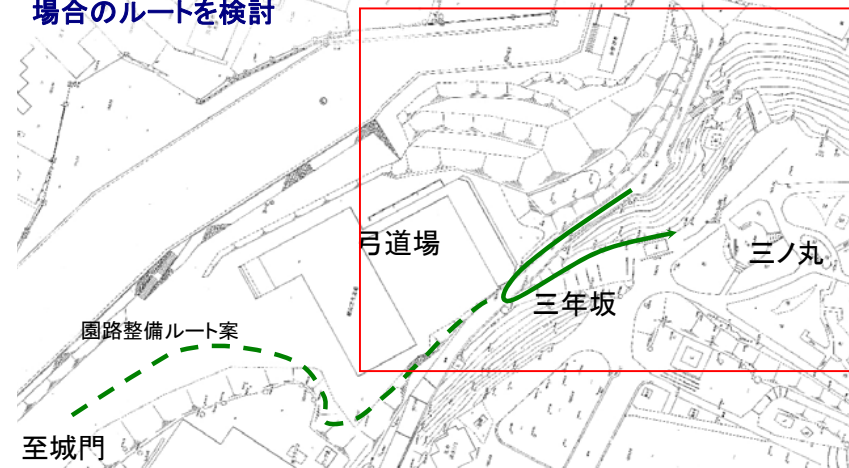 場合のルートを検討
弓道場
三ノ丸
三年坂
園路整備ルート案
至城門